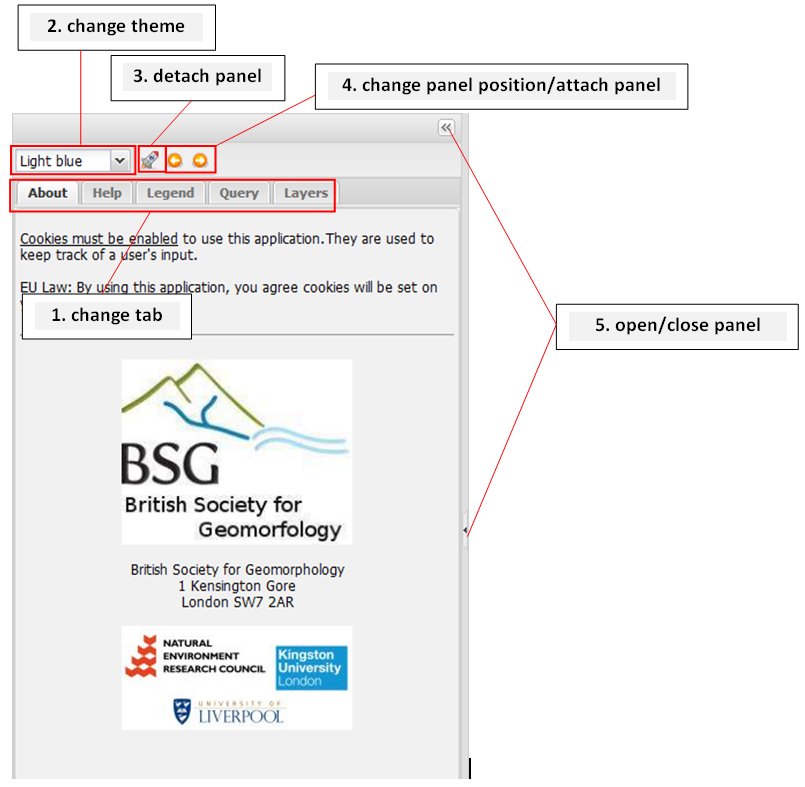 2. change theme
3. detach panel
4. change panel position/attach panel
Light blue
About Help Legend Query Layers
Cookies must be enabled to use this application.They are used to
keep track of a user's input.
EU Law: By using this application, you agree cookies will be set on
1. change tab
5. open/close panel
BSG
British Society for
Geomorfology
British Society for Geomorphology
1 Kensington Gore
London SW7 2AR
NATURAL
ENVIRONMENT
RESEARCH COUNCIL
Kingston
University
London
UNIVERSITY OF
LIVERPOOL